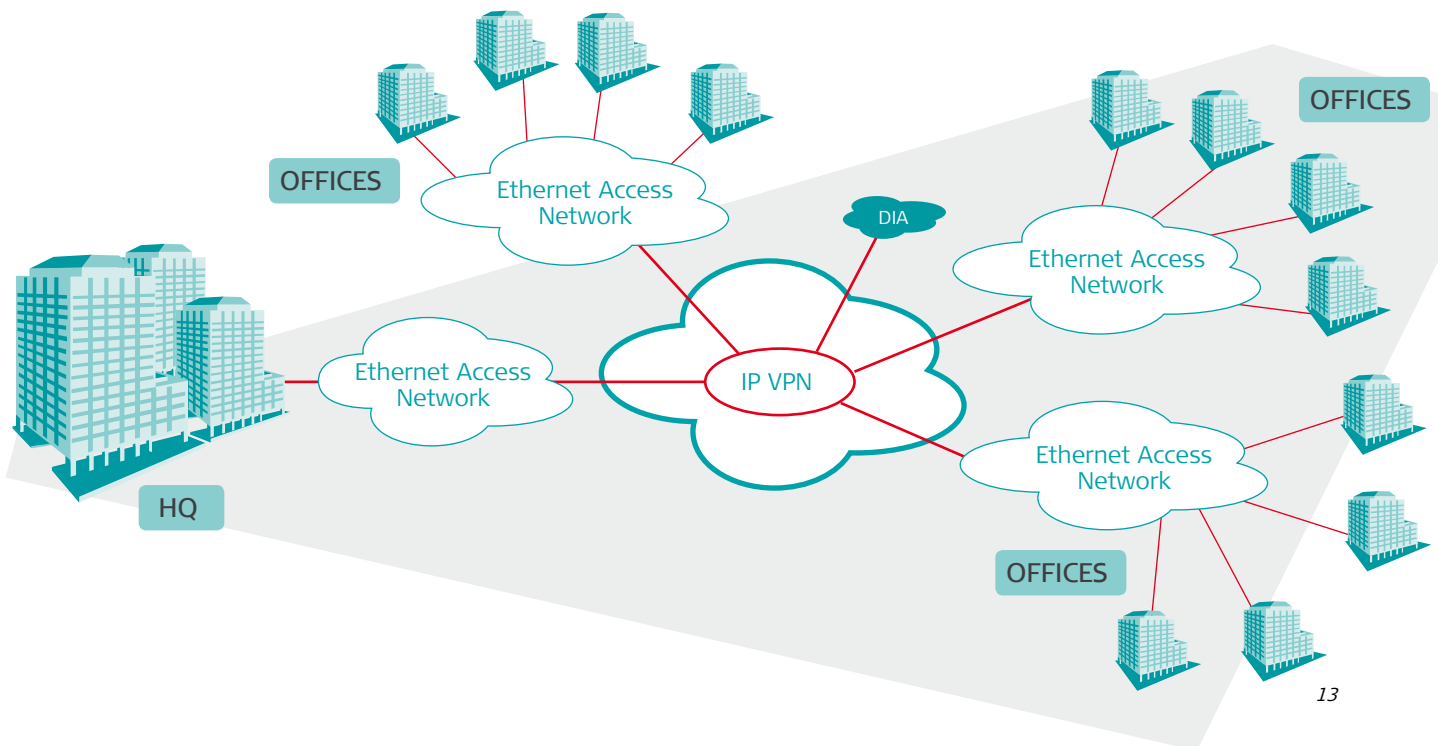 OFFICES
OFFICES
Ethernet Access
Network
DIA
Ethernet Access
Network
Ethernet Access
Network
IP VPN
Ethernet Access
Network
HQ
OFFICES
13